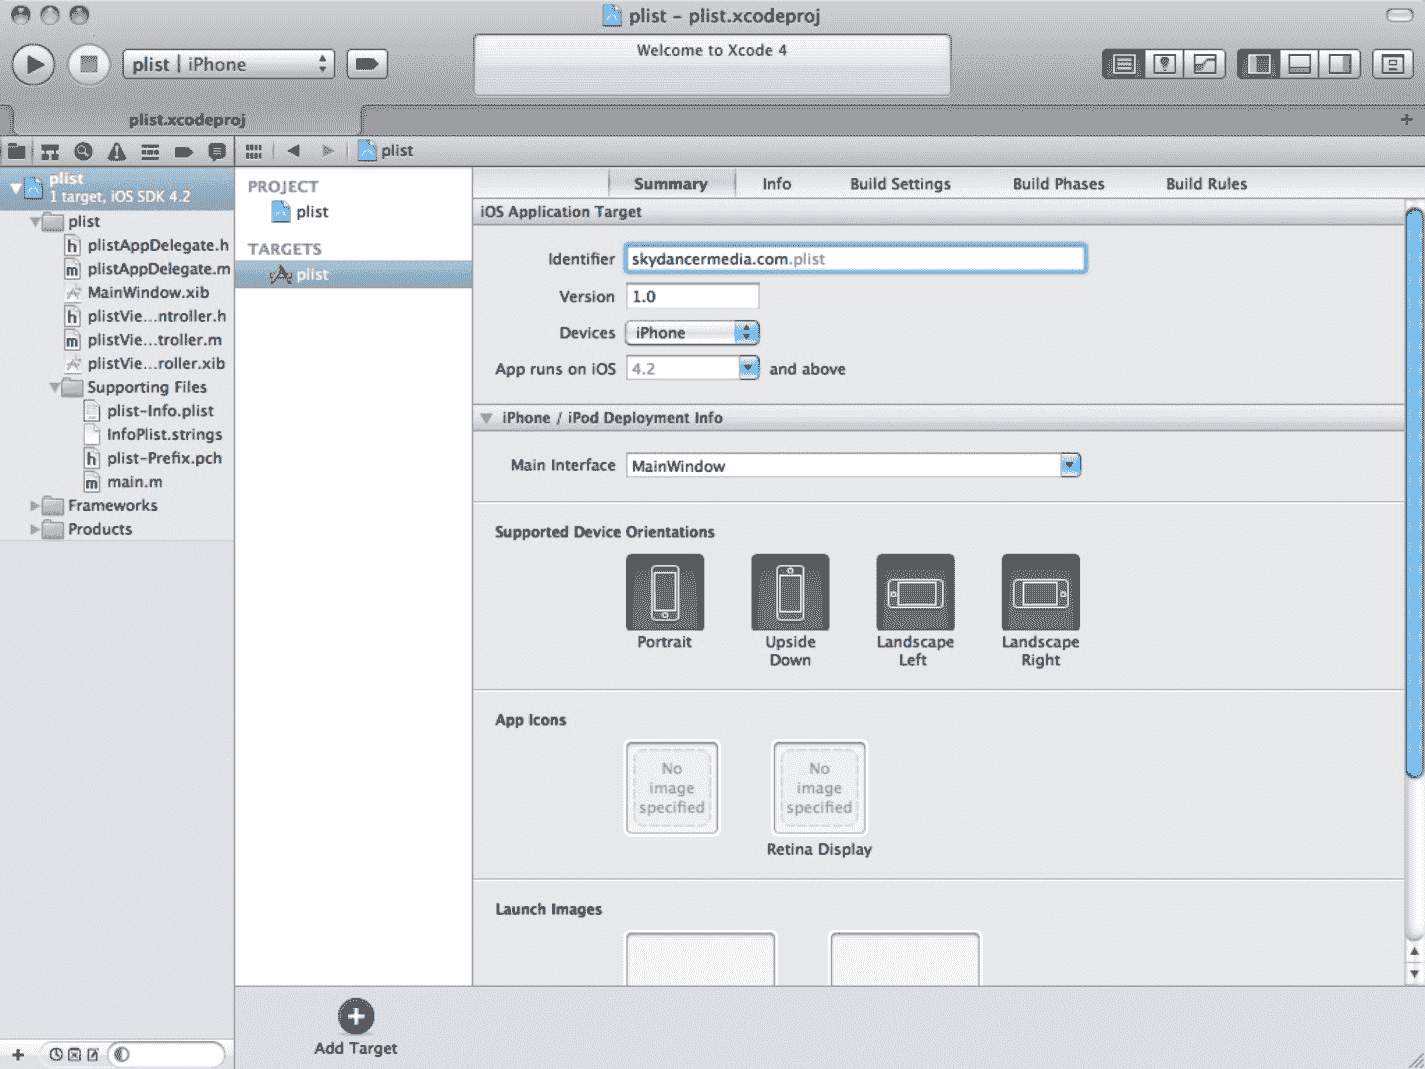 plist – plist.xcodeproj
plist | iPhone
Welcome to Xcode 4
plist.xcodeproj
plist
plist
1 target, iOS SDK 4.2
plist
plistAppDelegate.h
plistAppDelegate.m
MainWindow.xib
plistVie...ntroller.h
plistVie...troller.m
plistVie...roller.xib
Supporting Files
plist-Info.plist
InfoPlist.strings
plist-Prefix.pch
main.m
Frameworks
Products
PROJECT
plist
TARGETS
plist
Summary
Info
Build Settings
Build Phases
Build Rules
iOS Application Target
Identifier skydancermedia.com.plist
Version 1.0
Devices iPhone
App runs on iOS 4.2 and above
iPhone / iPod Deployment Info
Main Interface MainWindow
Supported Device Orientations
Portrait
Upside
Down
Landscape
Left
Landscape
Right
App Icons
No
image
specified
No
image
specified
Retina Display
Launch Images
Add Target